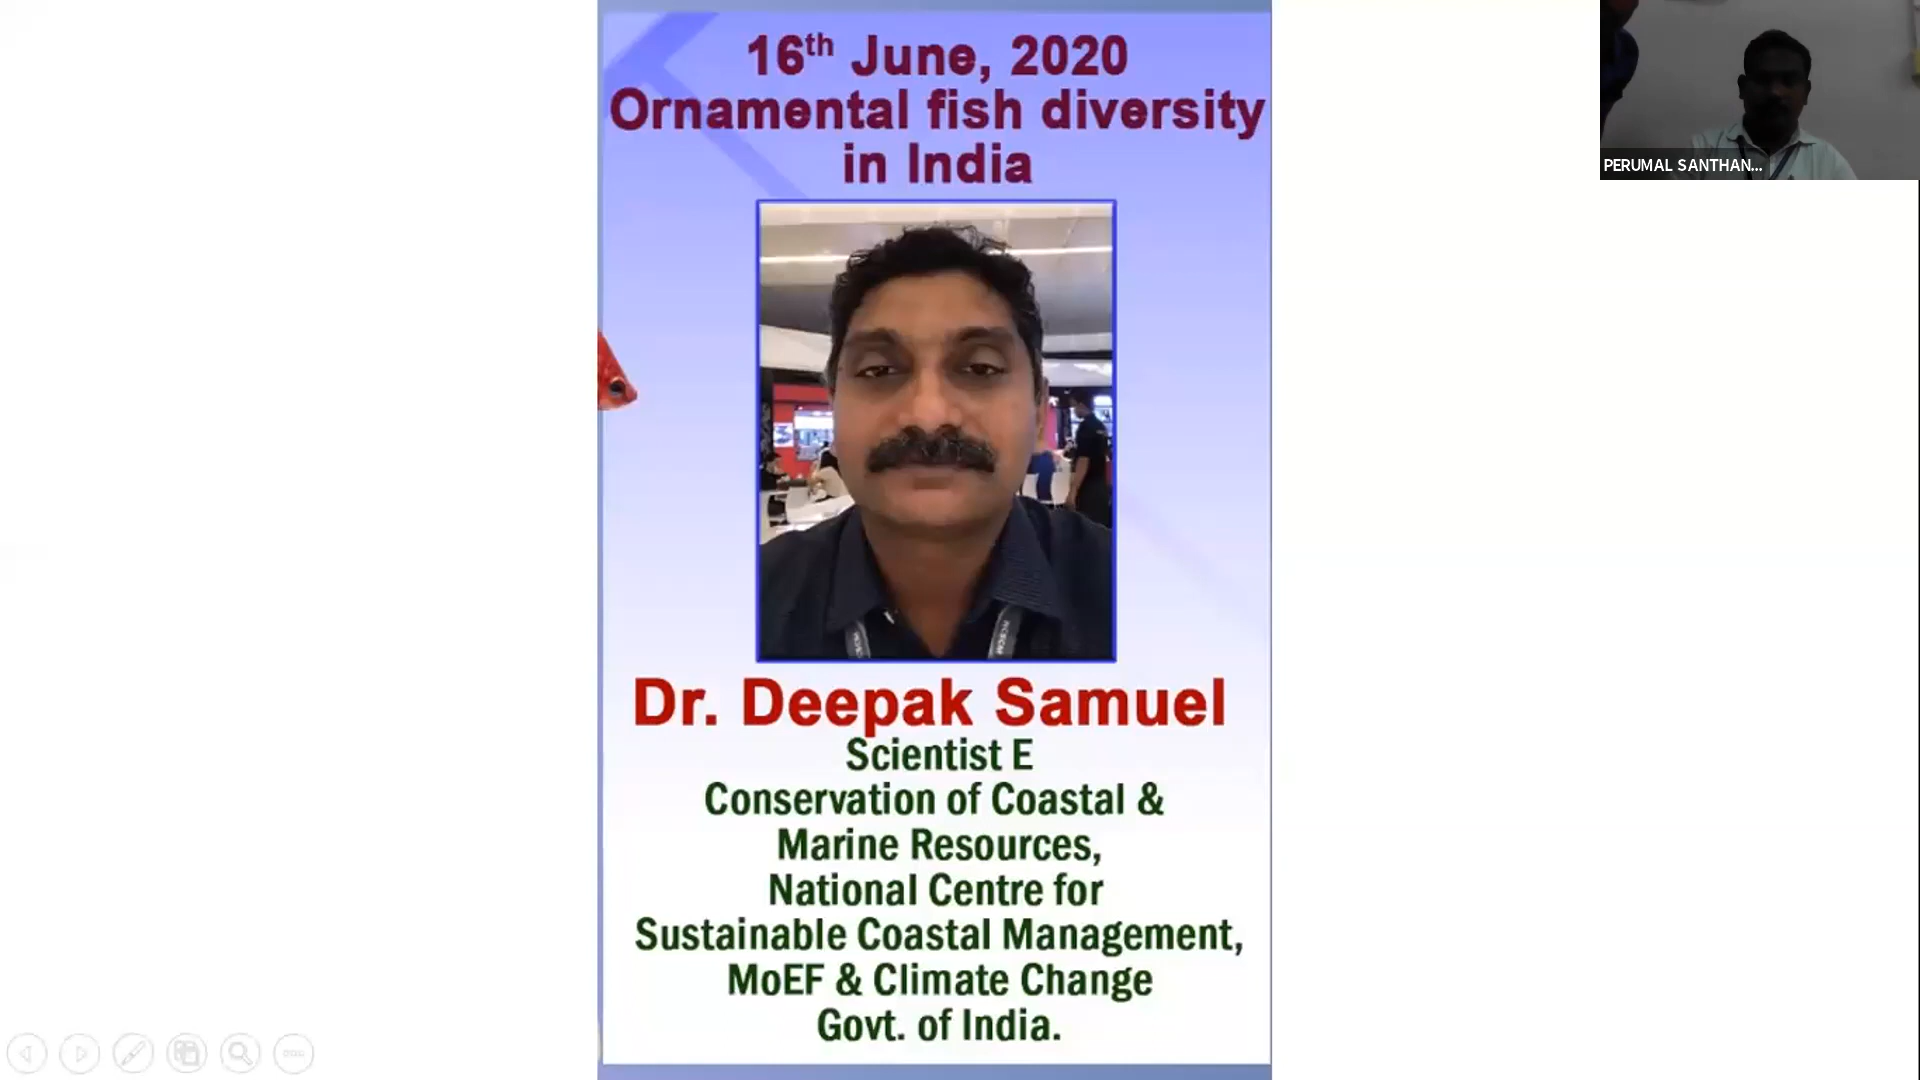 16th June, 2020
Ornamental fish diversity
in India
PERUMAL SANTHAN...
Dr. Deepak Samuel
Scientist E
Conservation of Coastal &
Marine Resources,
National Centre for
Sustainable Coastal Management,
MoEF & Climate Change
Govt. of India.